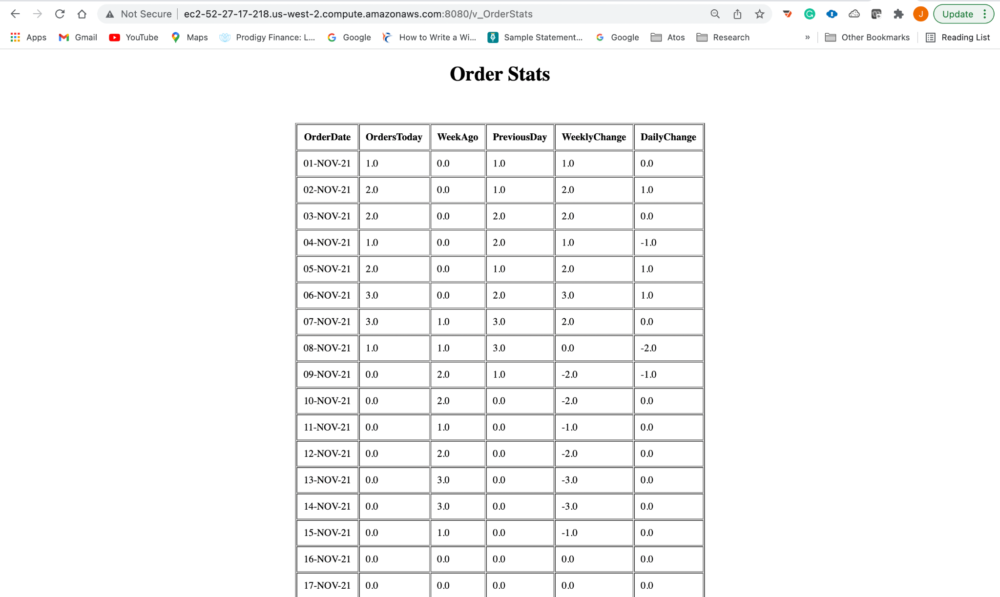 Not Secure ec2-52-27-17-218.us-west-2.compute.amazonaws.com:8080/v_OrderStats G J Update
Apps Gmail YouTube Maps Prodigy Finance: L... Google How to Write a Wi... Sample Statement... Google Atos Research » Other Bookmarks Reading List
Order Stats
OrderDate OrdersToday WeekAgo PreviousDay WeeklyChange DailyChange
01-NOV-21 1.0 0.0 1.0 1.0 0.0
02-NOV-21 2.0 0.0 1.0 2.0 1.0
03-NOV-21 2.0 0.0 2.0 2.0 0.0
04-NOV-21 1.0 0.0 2.0 1.0 -1.0
05-NOV-21 2.0 0.0 1.0 2.0 1.0
06-NOV-21 3.0 0.0 2.0 3.0 1.0
07-NOV-21 3.0 1.0 3.0 2.0 0.0
08-NOV-21 1.0 1.0 3.0 0.0 -2.0
09-NOV-21 0.0 2.0 1.0 -2.0 -1.0
10-NOV-21 0.0 2.0 0.0 -2.0 0.0
11-NOV-21 0.0 1.0 0.0 -1.0 0.0
12-NOV-21 0.0 2.0 0.0 -2.0 0.0
13-NOV-21 0.0 3.0 0.0 -3.0 0.0
14-NOV-21 0.0 3.0 0.0 -3.0 0.0
15-NOV-21 0.0 1.0 0.0 -1.0 0.0
16-NOV-21 0.0 0.0 0.0 0.0 0.0
17-NOV-21 0.0 0.0 0.0 0.0 0.0